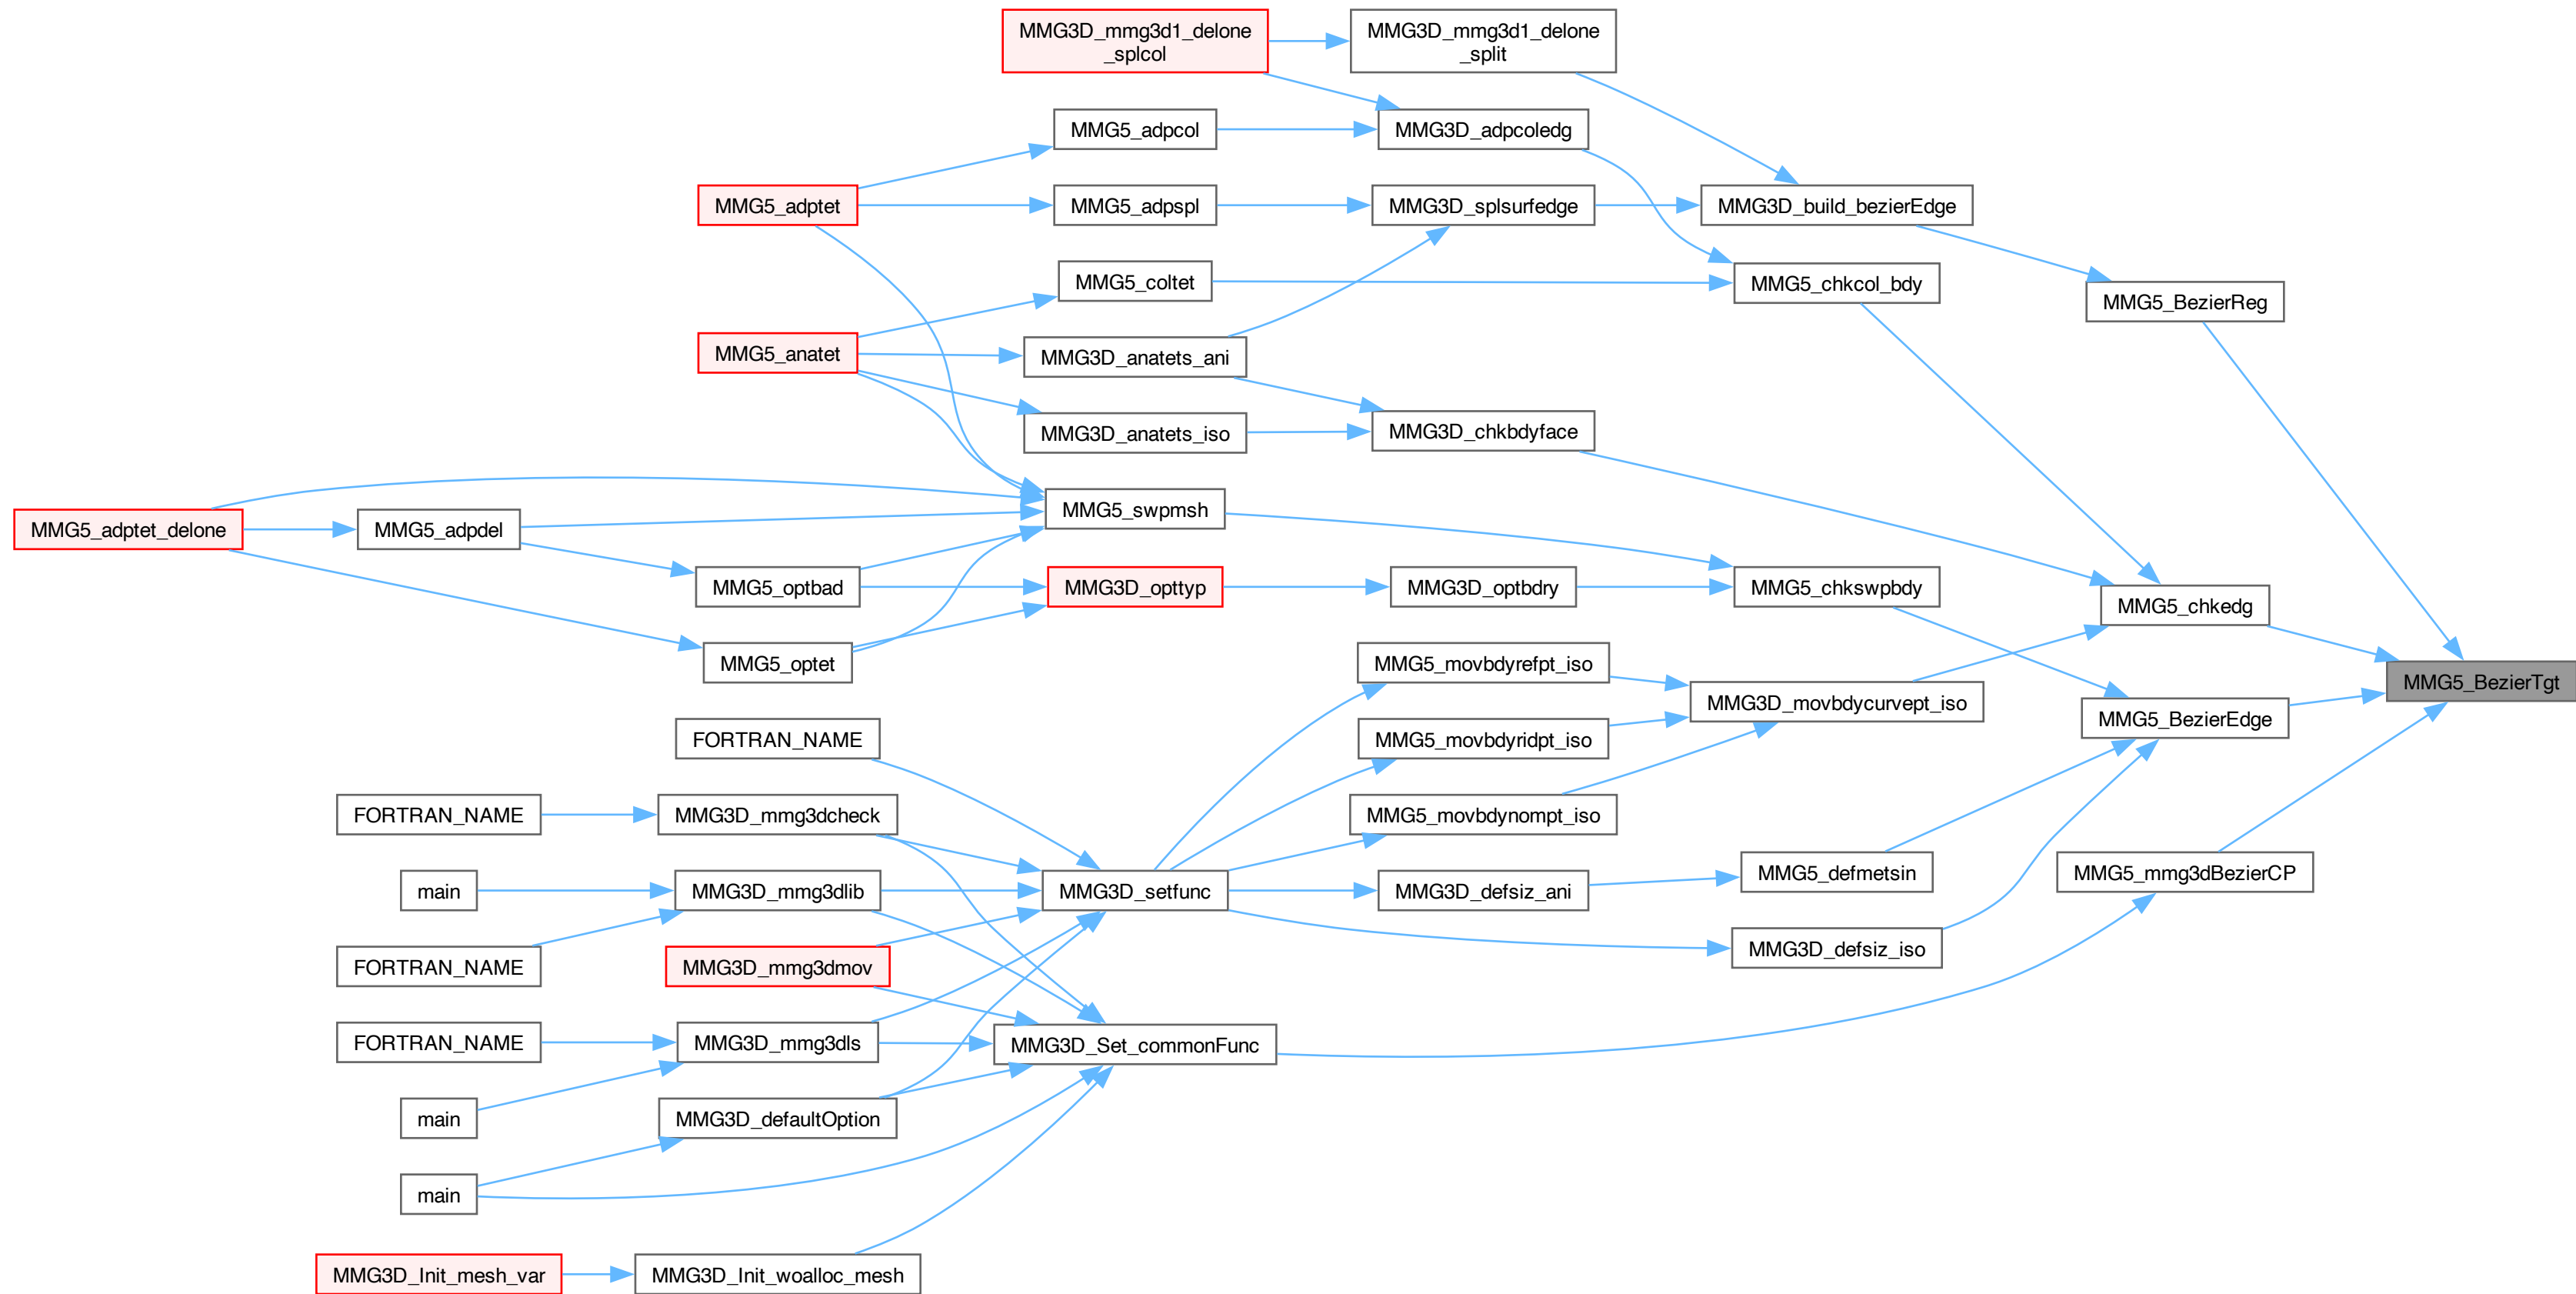 MMG3D_mmg3d1_delone
_splcol
MMG3D_mmg3d1_delone
_split
MMG5_adpcol
MMG3D_adpcoledg
MMG5_adptet
MMG5_adpspl
MMG3D_splsurfedge
MMG3D_build_bezierEdge
MMG5_coltet
MMG5_chkcol_bdy
MMG5_BezierReg
MMG5_anatet
MMG3D_anatets_ani
MMG3D_anatets_iso
MMG3D_chkbdyface
MMG5_adptet_delone
MMG5_adpdel
MMG5_swpmsh
MMG5_optbad
MMG3D_opttyp
MMG3D_optbdry
MMG5_chkswpbdy
MMG5_chkedg
MMG5_optet
MMG5_movbdyrefpt_iso
MMG5_BezierTgt
MMG3D_movbdycurvept_iso
MMG5_BezierEdge
FORTRAN_NAME
MMG5_movbdyridpt_iso
FORTRAN_NAME
MMG3D_mmg3dcheck
MMG5_movbdynompt_iso
MMG5_defmetsin
MMG5_mmg3dBezierCP
main
MMG3D_mmg3dlib
MMG3D_setfunc
MMG3D_defsiz_ani
MMG3D_defsiz_iso
FORTRAN_NAME
MMG3D_mmg3dmov
FORTRAN_NAME
MMG3D_mmg3dls
MMG3D_Set_commonFunc
main
MMG3D_defaultOption
main
MMG3D_Init_mesh_var
MMG3D_Init_woalloc_mesh